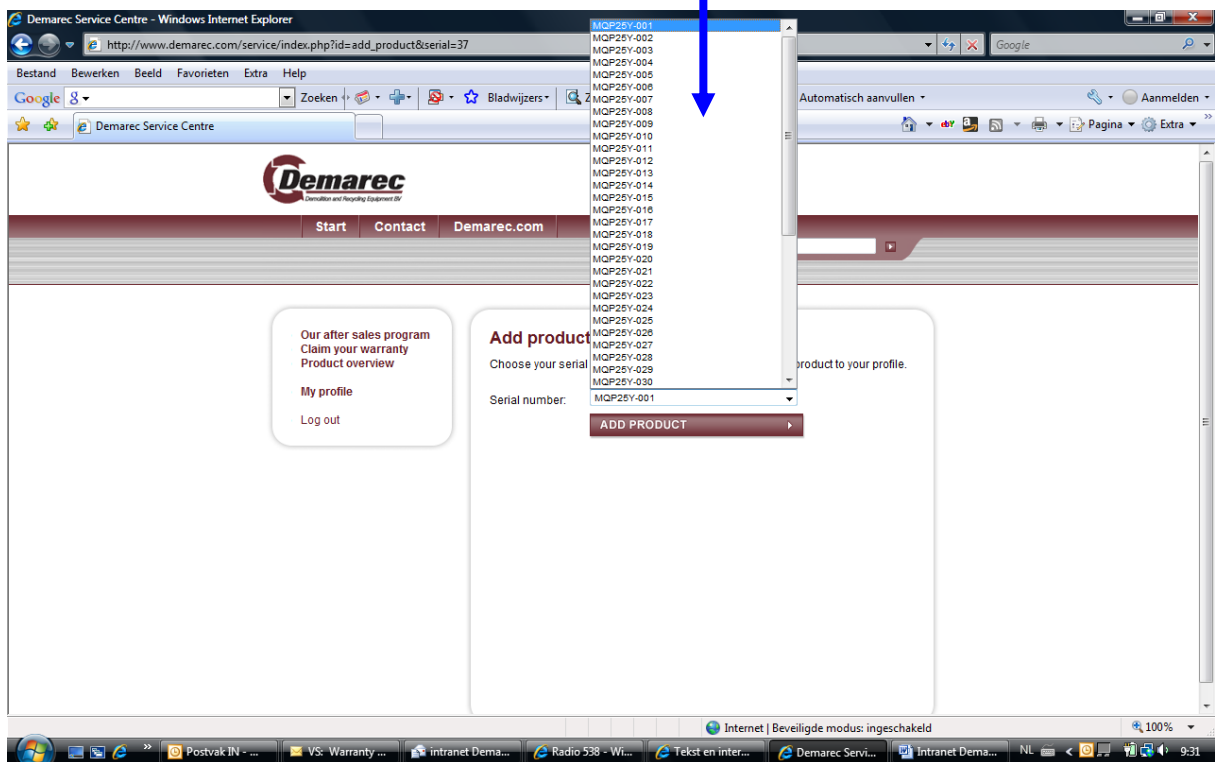 Demarec Service Centre - Windows Internet Explorer
http://www.demarec.com/service/index.php?id=add_product&serial=37
Google
Bestand Bewerken Beeld Favorieten Extra Help
Google
Zoeken
Bladwijzers
Automatisch aanvullen
Aanmelden
Demarec Service Centre
Pagina
Extra
Demarec
Demolition and Recycling Equipment BV
Start Contact Demarec.com
MQP25Y-001
MQP25Y-002
MQP25Y-003
MQP25Y-004
MQP25Y-005
MQP25Y-006
MQP25Y-007
MQP25Y-008
MQP25Y-009
MQP25Y-010
MQP25Y-011
MQP25Y-012
MQP25Y-013
MQP25Y-014
MQP25Y-015
MQP25Y-016
MQP25Y-017
MQP25Y-018
MQP25Y-019
MQP25Y-020
MQP25Y-021
MQP25Y-022
MQP25Y-023
MQP25Y-024
MQP25Y-025
MQP25Y-026
MQP25Y-027
MQP25Y-028
MQP25Y-029
MQP25Y-030
Our after sales program
Claim your warranty
Product overview
My profile
Log out
Add product
Choose your serial product to your profile.
Serial number: MQP25Y-001
ADD PRODUCT
Internet | Beveiligde modus: ingeschakeld
100%
Postvak IN - ...
VS: Warranty ...
intranet Dema...
Radio 538 - Wi...
Tekst en inter...
Demarec Servi...
Intranet Dema...
NL
9:31